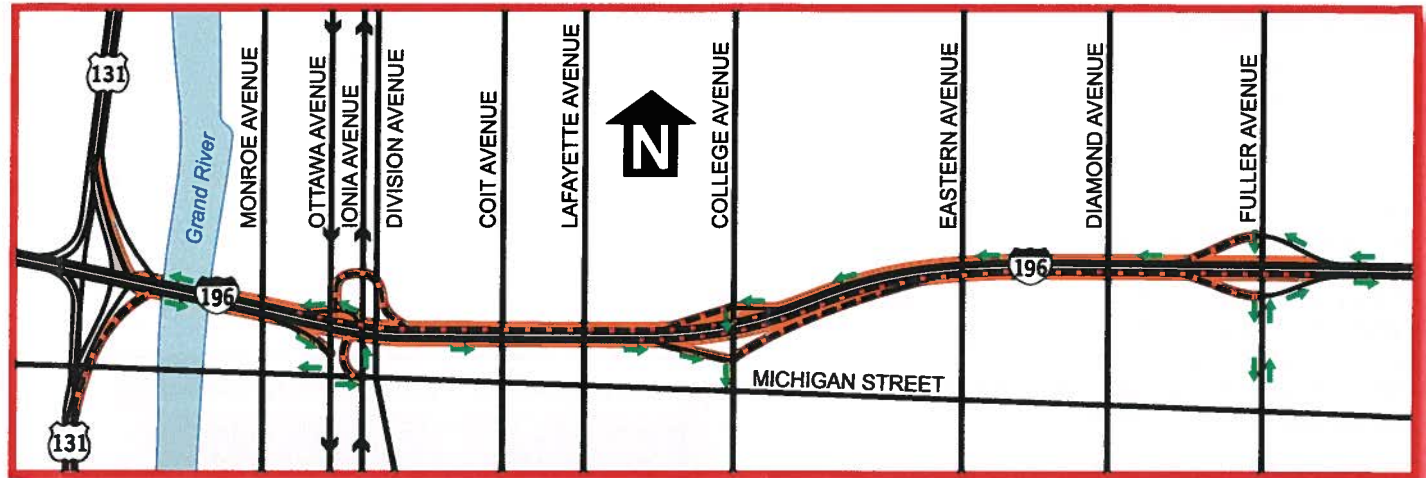 131
Grand River
MONROE AVENUE
OTTAWA AVENUE
IONIA AVENUE
DIVISION AVENUE
COIT AVENUE
LAFAYETTE AVENUE
N
COLLEGE AVENUE
EASTERN AVENUE
DIAMOND AVENUE
FULLER AVENUE
196
196
MICHIGAN STREET
131